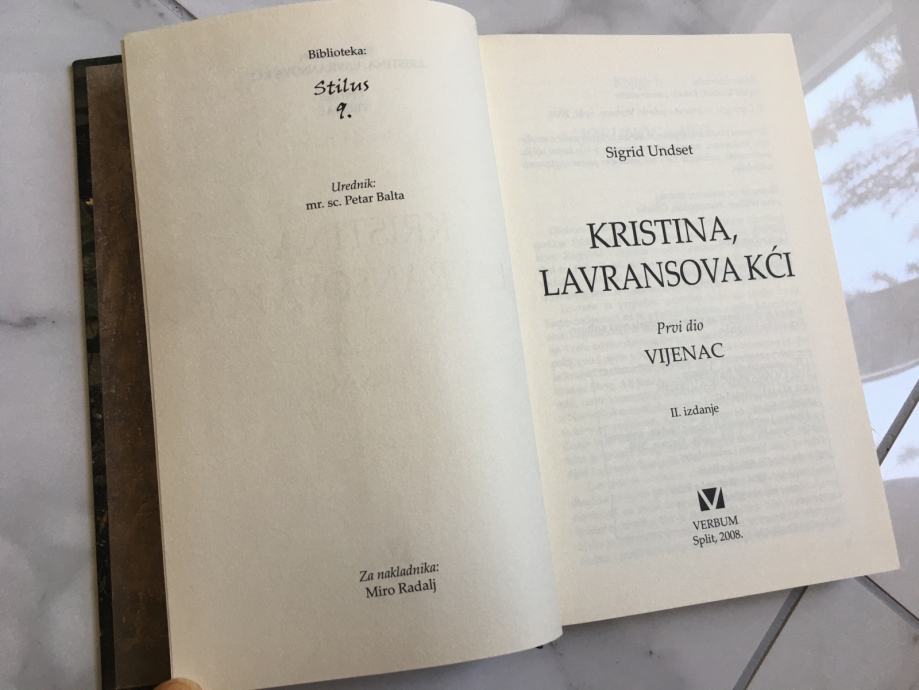 Biblioteka:
Stilus
9.
Urednik:
mr. sc. Petar Balta
Za nakladnika:
Miro Radalj
Sigrid Undset
KRISTINA,
LAVRANSOVA KĆI
Prvi dio
VIJENAC
II. izdanje
VERBUM
Split, 2008.